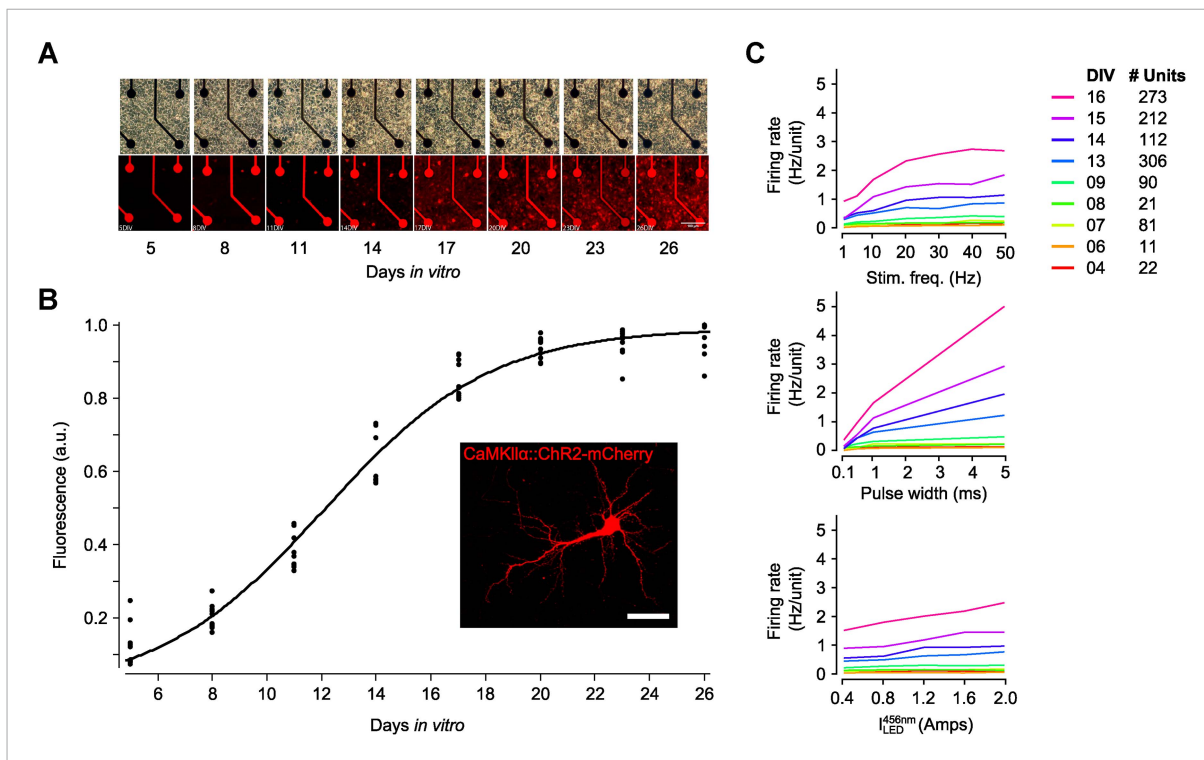 A
5DIV 8DIV 11DIV 14DIV 17DIV 20DIV 23DIV 26DIV
5 8 11 14 17 20 23 26
Days in vitro
B
1.0
0.8
0.6
0.4
0.2
Fluorescence (a.u.)
CaMKIIα::ChR2-mCherry
6 8 10 12 14 16 18 20 22 24 26
Days in vitro
C
5
4
3
2
1
0
Firing rate
(Hz/unit)
1 10 20 30 40 50
Stim. freq. (Hz)
5
4
3
2
1
0
Firing rate
(Hz/unit)
0.1 1 2 3 4 5
Pulse width (ms)
5
4
3
2
1
0
Firing rate
(Hz/unit)
0.4 0.8 1.2 1.6 2.0
I LED 456nm (Amps)
DIV # Units
16 273
15 212
14 112
13 306
09 90
08 21
07 81
06 11
04 22